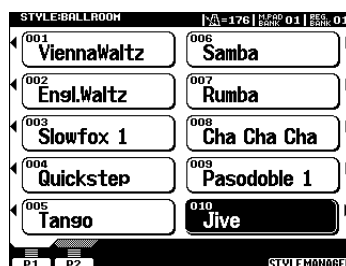 STYLE:BALLROOM
=176 M.PAD BANK 01 REG. BANK 01
001 ViennaWaltz
006 Samba
002 Engl.Waltz
007 Rumba
003 Slowfox 1
008 Cha Cha Cha
004 Quickstep
009 Pasodoble 1
005 Tango
010 Jive
P1 P2
STYLE MANAGER